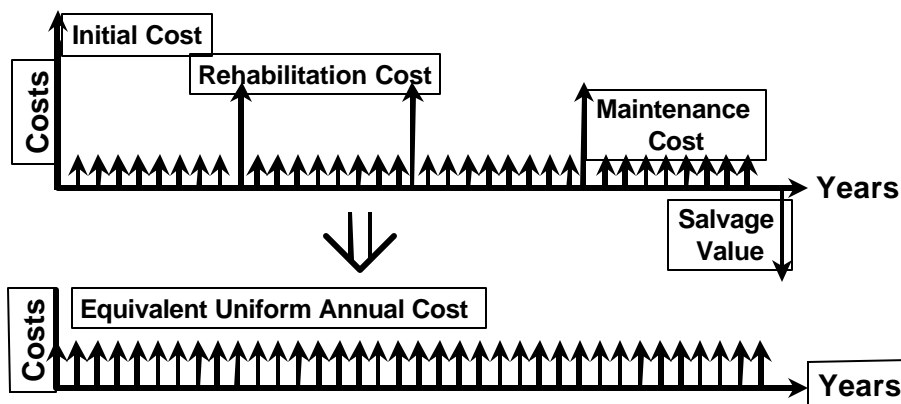 Initial Cost
Rehabilitation Cost
Costs
Maintenance
Cost
Years
Salvage
Value
Equivalent Uniform Annual Cost
Costs
Years